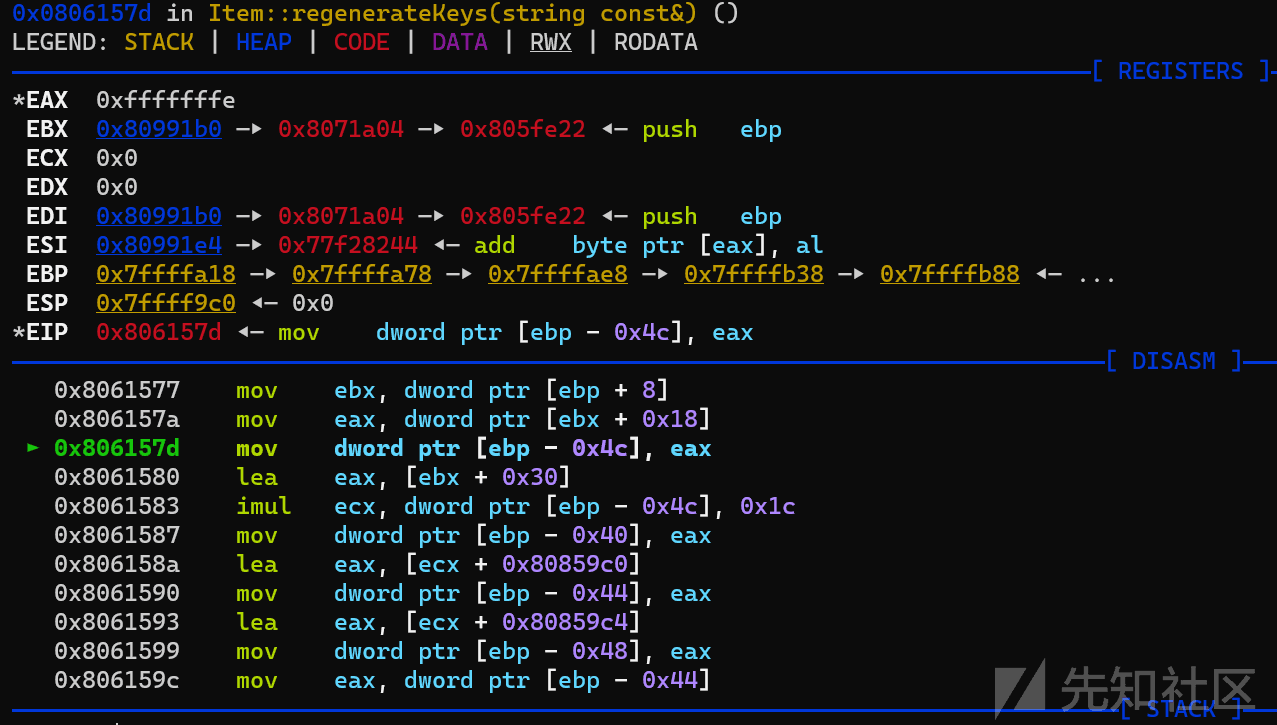 0x0806157d in Item::regenerateKeys(string const&) ()
LEGEND: STACK | HEAP | CODE | DATA | RWX | RODATA
[ REGISTERS ]
*EAX  0xfffffffe
 EBX  0x80991b0 —▸ 0x8071a04 —▸ 0x805fe22 ◂— push   ebp
 ECX  0x0
 EDX  0x0
 EDI  0x80991b0 —▸ 0x8071a04 —▸ 0x805fe22 ◂— push   ebp
 ESI  0x80991e4 —▸ 0x77f28244 ◂— add    byte ptr [eax], al
 EBP  0x7ffffa18 —▸ 0x7ffffa78 —▸ 0x7ffffae8 —▸ 0x7ffffb38 —▸ 0x7ffffb88 ◂— ...
 ESP  0x7ffff9c0 ◂— 0x0
*EIP  0x806157d ◂— mov    dword ptr [ebp - 0x4c], eax
[ DISASM ]
   0x8061577    mov    ebx, dword ptr [ebp + 8]
   0x806157a    mov    eax, dword ptr [ebx + 0x18]
 ► 0x806157d    mov    dword ptr [ebp - 0x4c], eax
   0x8061580    lea    eax, [ebx + 0x30]
   0x8061583    imul   ecx, dword ptr [ebp - 0x4c], 0x1c
   0x8061587    mov    dword ptr [ebp - 0x40], eax
   0x806158a    lea    eax, [ecx + 0x80859c0]
   0x8061590    mov    dword ptr [ebp - 0x44], eax
   0x8061593    lea    eax, [ecx + 0x80859c4]
   0x8061599    mov    dword ptr [ebp - 0x48], eax
   0x806159c    mov    eax, dword ptr [ebp - 0x44]
先知社区
[ STACK ]